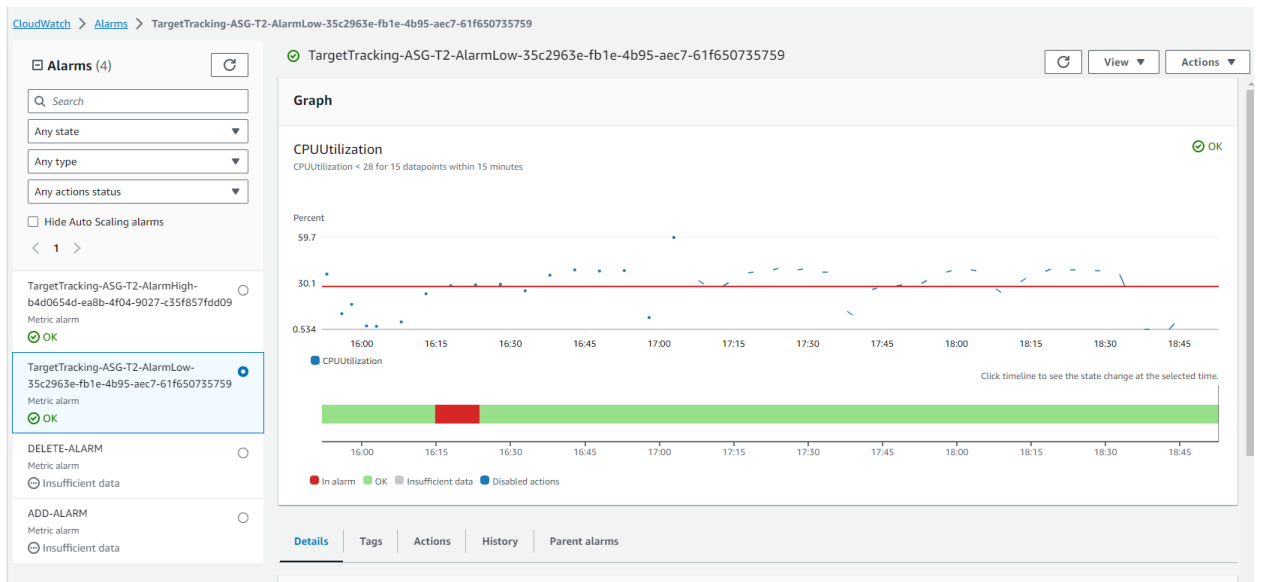 CloudWatch > Alarms > TargetTracking-ASG-T2-AlarmLow-35c2963e-fb1e-4b95-aec7-61f650735759
Alarms (4)
Search
Any state
Any type
Any actions status
Hide Auto Scaling alarms
< 1 >
TargetTracking-ASG-T2-AlarmHigh-
b4d0654d-ea8b-4f04-9027-c35f857fdd09
Metric alarm
OK
TargetTracking-ASG-T2-AlarmLow-
35c2963e-fb1e-4b95-aec7-61f650735759
Metric alarm
OK
DELETE-ALARM
Metric alarm
Insufficient data
ADD-ALARM
Metric alarm
Insufficient data
TargetTracking-ASG-T2-AlarmLow-35c2963e-fb1e-4b95-aec7-61f650735759
View
Actions
Graph
CPUUtilization
OK
CPUUtilization < 28 for 15 datapoints within 15 minutes
Percent
59.7
30.1
0.534
16:00 16:15 16:30 16:45 17:00 17:15 17:30 17:45 18:00 18:15 18:30 18:45
CPUUtilization
Click timeline to see the state change at the selected time.
16:00 16:15 16:30 16:45 17:00 17:15 17:30 17:45 18:00 18:15 18:30 18:45
In alarm OK Insufficient data Disabled actions
Details Tags Actions History Parent alarms